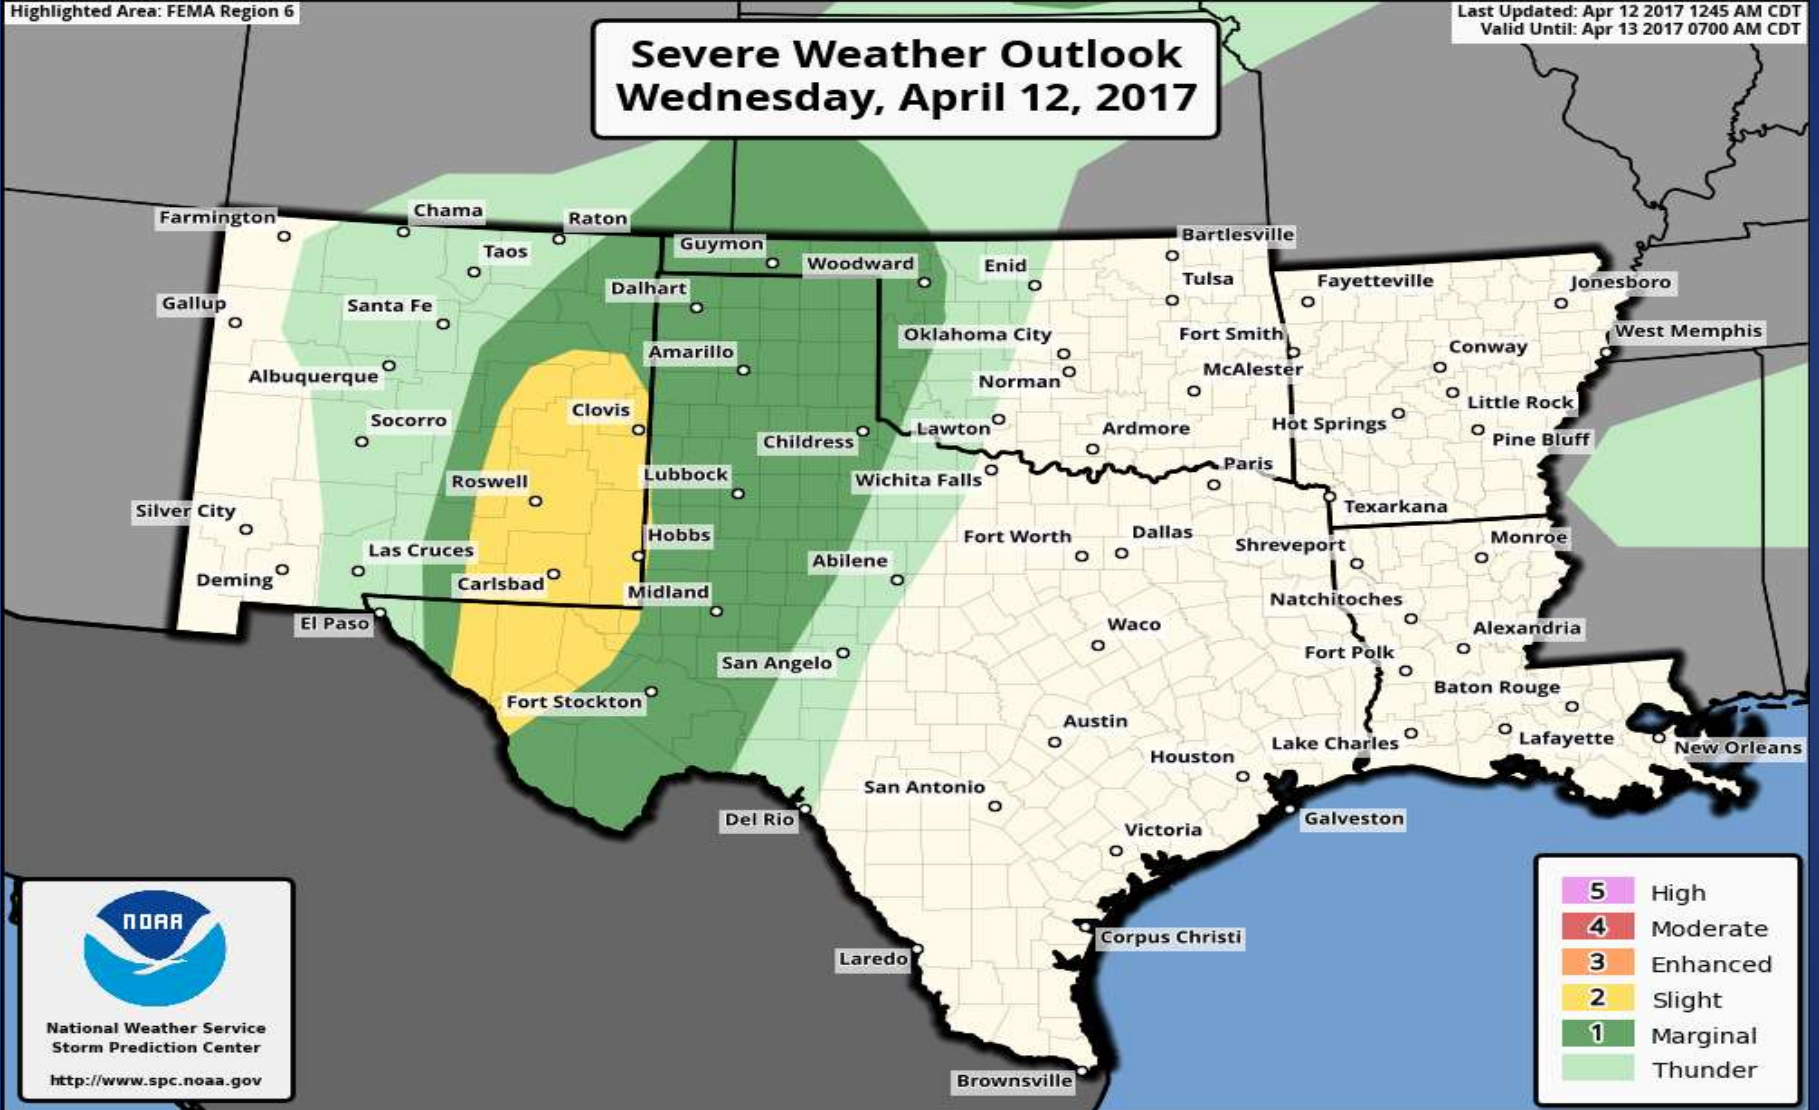 Highlighted Area: FEMA Region 6
Last Updated: Apr 12 2017 1245 AM CDT
Valid Until: Apr 13 2017 0700 AM CDT
Severe Weather Outlook
Wednesday, April 12, 2017
Farmington
Chama
Raton
Taos
Guymon
Woodward
Enid
Bartlesville
Tulsa
Fayetteville
Jonesboro
Gallup
Santa Fe
Dalhart
Oklahoma City
Fort Smith
West Memphis
Albuquerque
Amarillo
Norman
McAlester
Conway
Socorro
Clovis
Childress
Lawton
Ardmore
Hot Springs
Little Rock
Pine Bluff
Roswell
Lubbock
Wichita Falls
Paris
Silver City
Hobbs
Texarkana
Las Cruces
Fort Worth
Dallas
Shreveport
Monroe
Deming
Carlsbad
Midland
Abilene
Natchitoches
El Paso
Waco
Alexandria
San Angelo
Fort Polk
Fort Stockton
Baton Rouge
Austin
Lake Charles
Lafayette
New Orleans
Houston
San Antonio
Del Rio
Victoria
Galveston
Laredo
Corpus Christi
Brownsville
NOAA
National Weather Service
Storm Prediction Center
http://www.spc.noaa.gov
5 High
4 Moderate
3 Enhanced
2 Slight
1 Marginal
Thunder